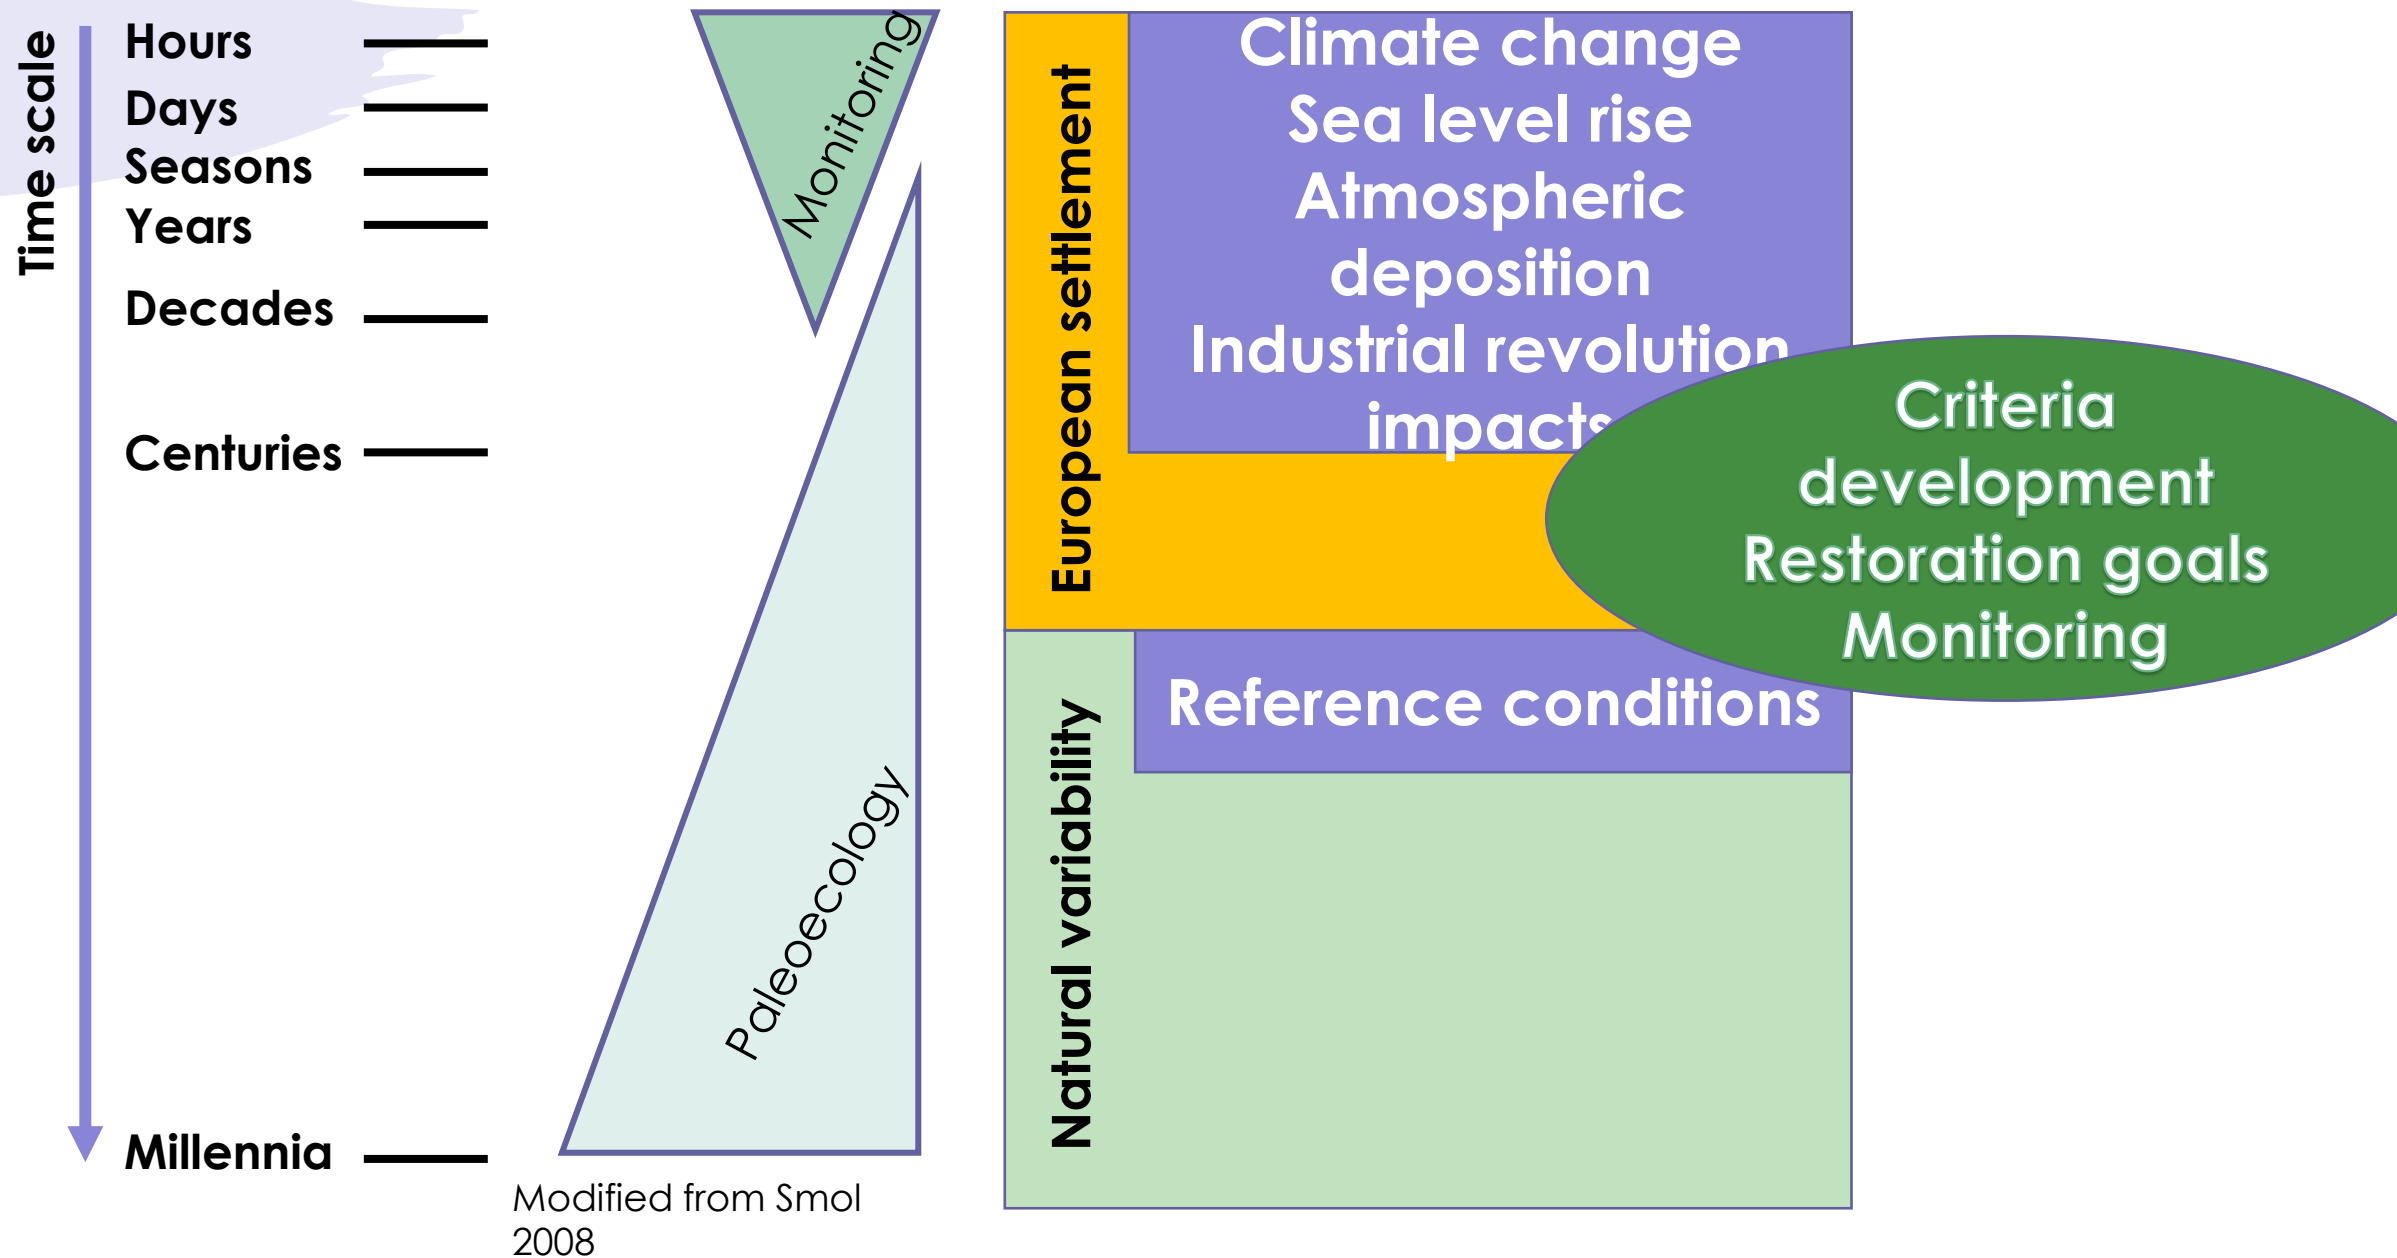 Time scale
Hours
Days
Seasons
Years
Decades
Centuries
Millennia
Monitoring
Paleoecology
Modified from Smol
2008
European settlement
Climate change
Sea level rise
Atmospheric
deposition
Industrial revolution
impacts
Criteria
development
Restoration goals
Monitoring
Natural variability
Reference conditions